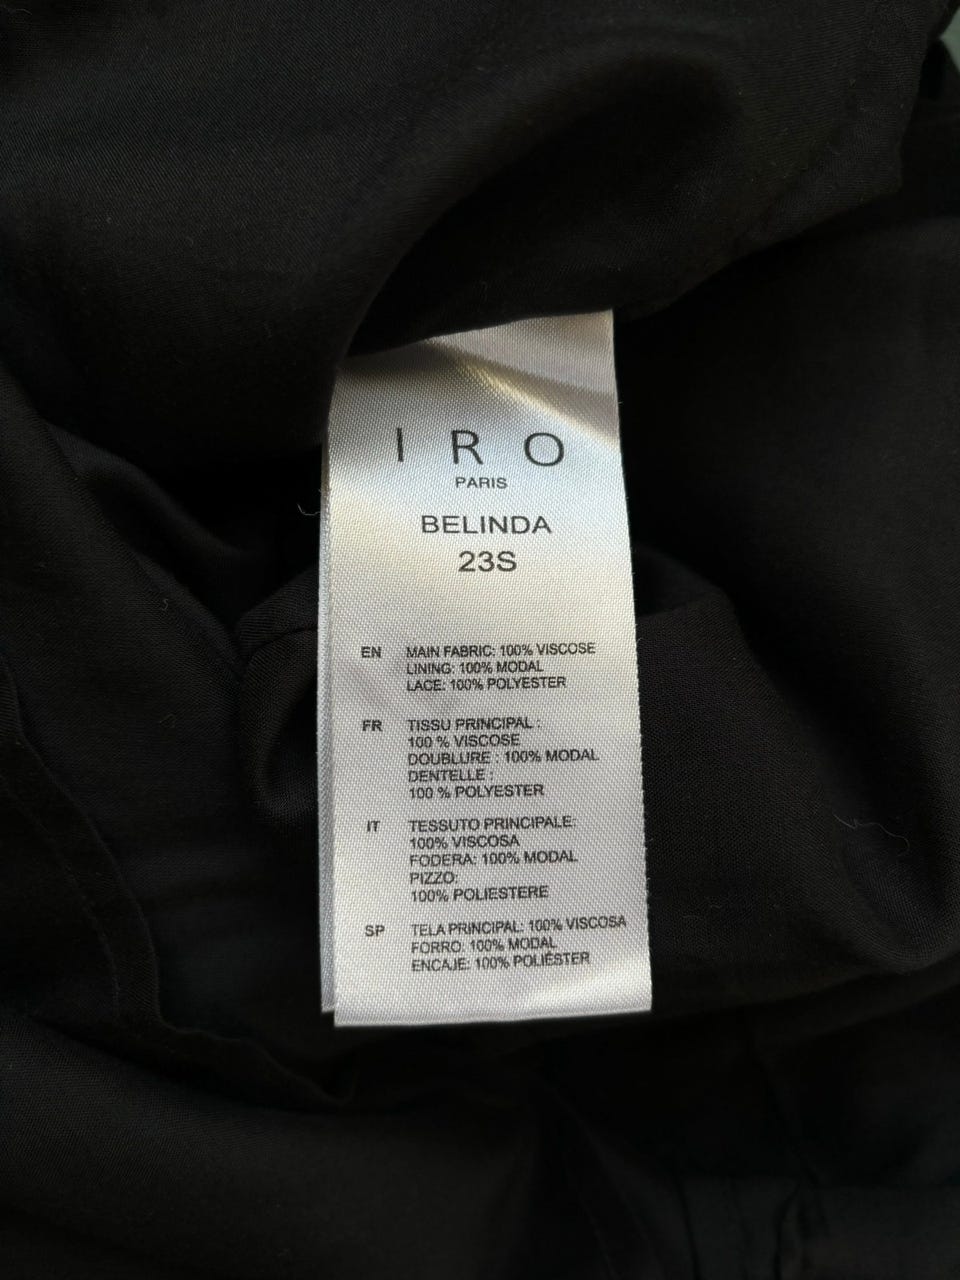 IRO
PARIS
BELINDA
23S
EN MAIN FABRIC: 100% VISCOSE
LINING: 100% MODAL
LACE: 100% POLYESTER
FR TISSU PRINCIPAL :
100 % VISCOSE
DOUBLURE : 100% MODAL
DENTELLE :
100 % POLYESTER
IT TESSUTO PRINCIPALE:
100% VISCOSA
FODERA: 100% MODAL
PIZZO:
100% POLIESTERE
SP TELA PRINCIPAL: 100% VISCOSA
FORRO: 100% MODAL
ENCAJE: 100% POLIÉSTER